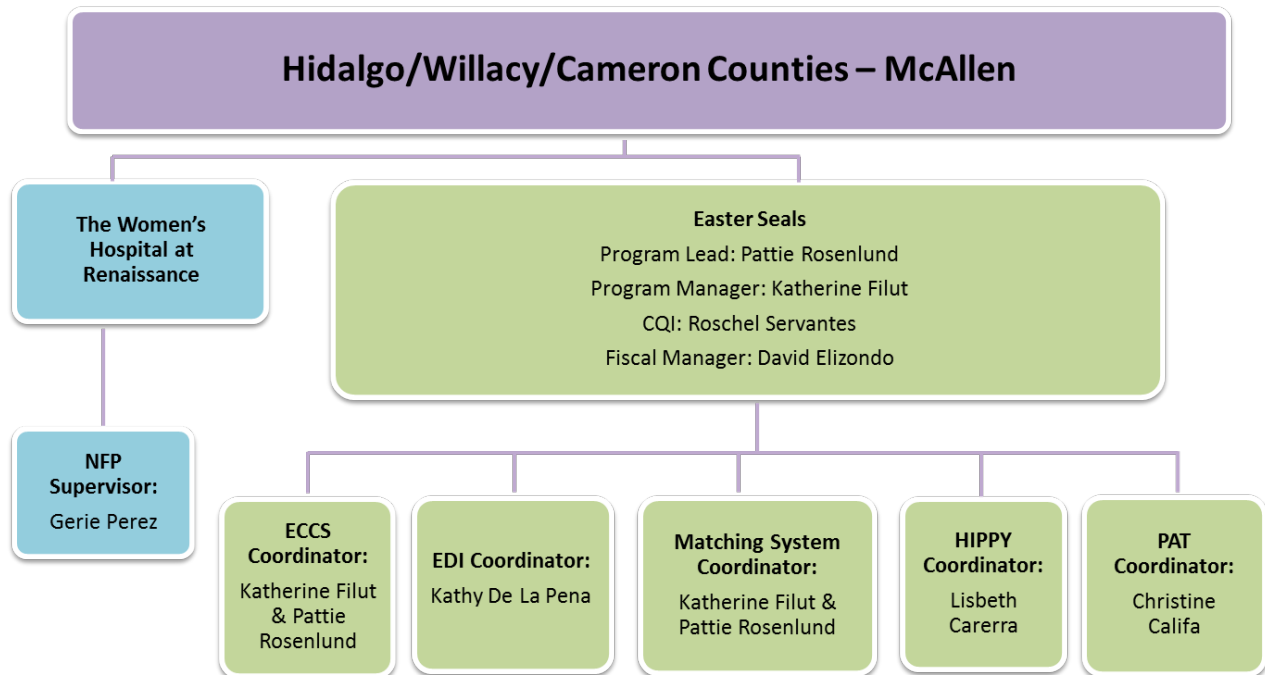 Hidalgo/Willacy/Cameron Counties – McAllen
The Women’s
Hospital at
Renaissance
Easter Seals
Program Lead: Pattie Rosenlund
Program Manager: Katherine Filut
CQI: Roschel Servantes
Fiscal Manager: David Elizondo
NFP
Supervisor:
Gerie Perez
ECCS
Coordinator:
Katherine Filut
& Pattie
Rosenlund
EDI Coordinator:
Kathy De La Pena
Matching System
Coordinator:
Katherine Filut &
Pattie Rosenlund
HIPPY
Coordinator:
Lisbeth
Carerra
PAT
Coordinator:
Christine
Califa